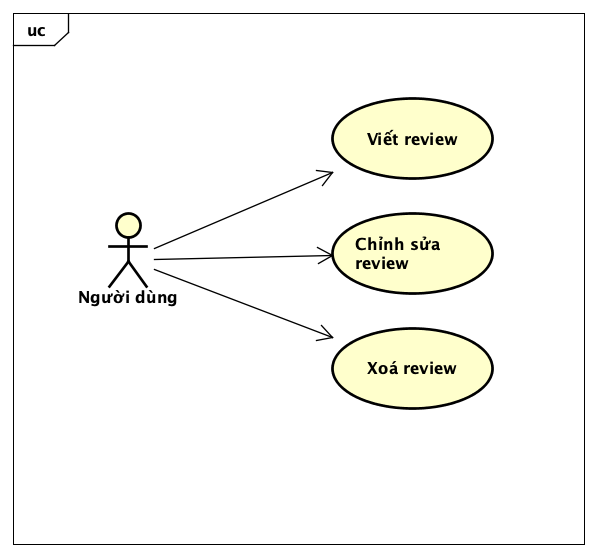 uc
Viết review
Chỉnh sửa
review
Người dùng
Xoá review